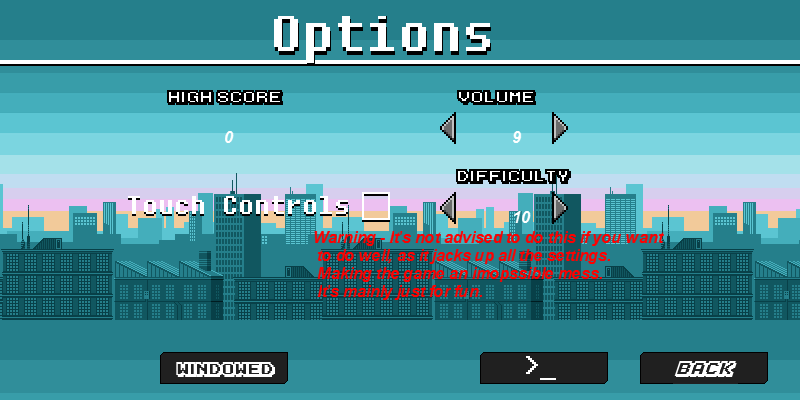 Options
HIGH SCORE
VOLUME
0
9
DIFFICULTY
Touch Controls
10
Warning - It's not advised to do this if you want
to do well, as it jacks up all the settings.
Making the game an imopssible mess.
It's mainly just for fun.
WINDOWED
>_
BACK